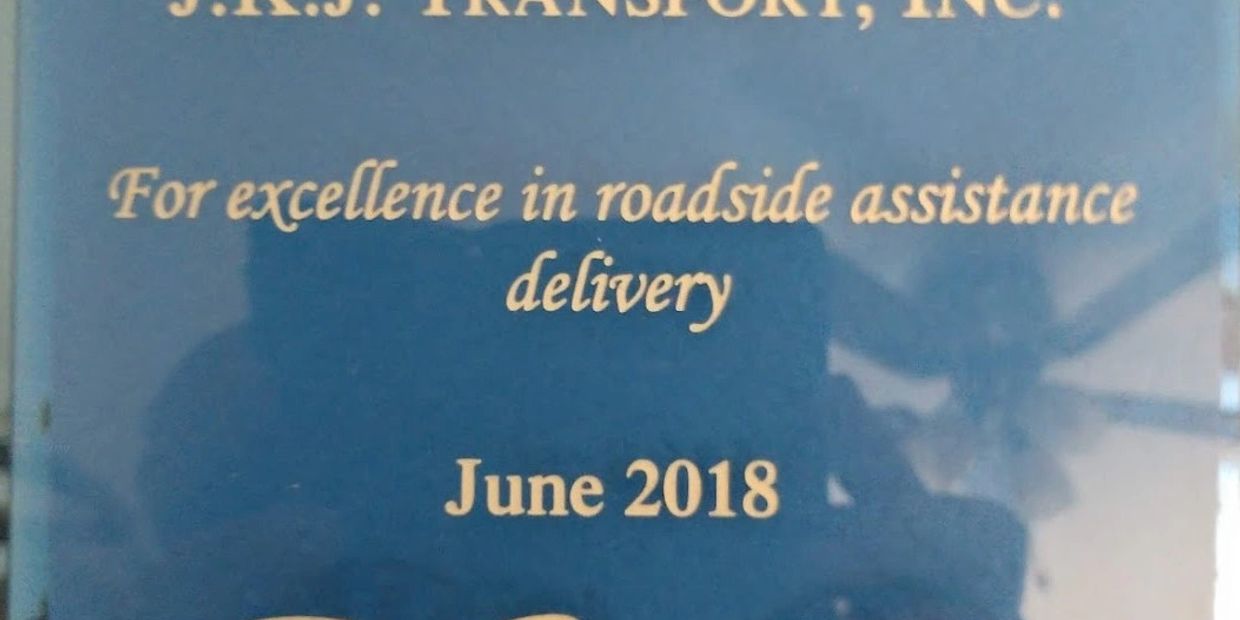 J.K.J. TRANSPORT, INC.
For excellence in roadside assistance
delivery
June 2018